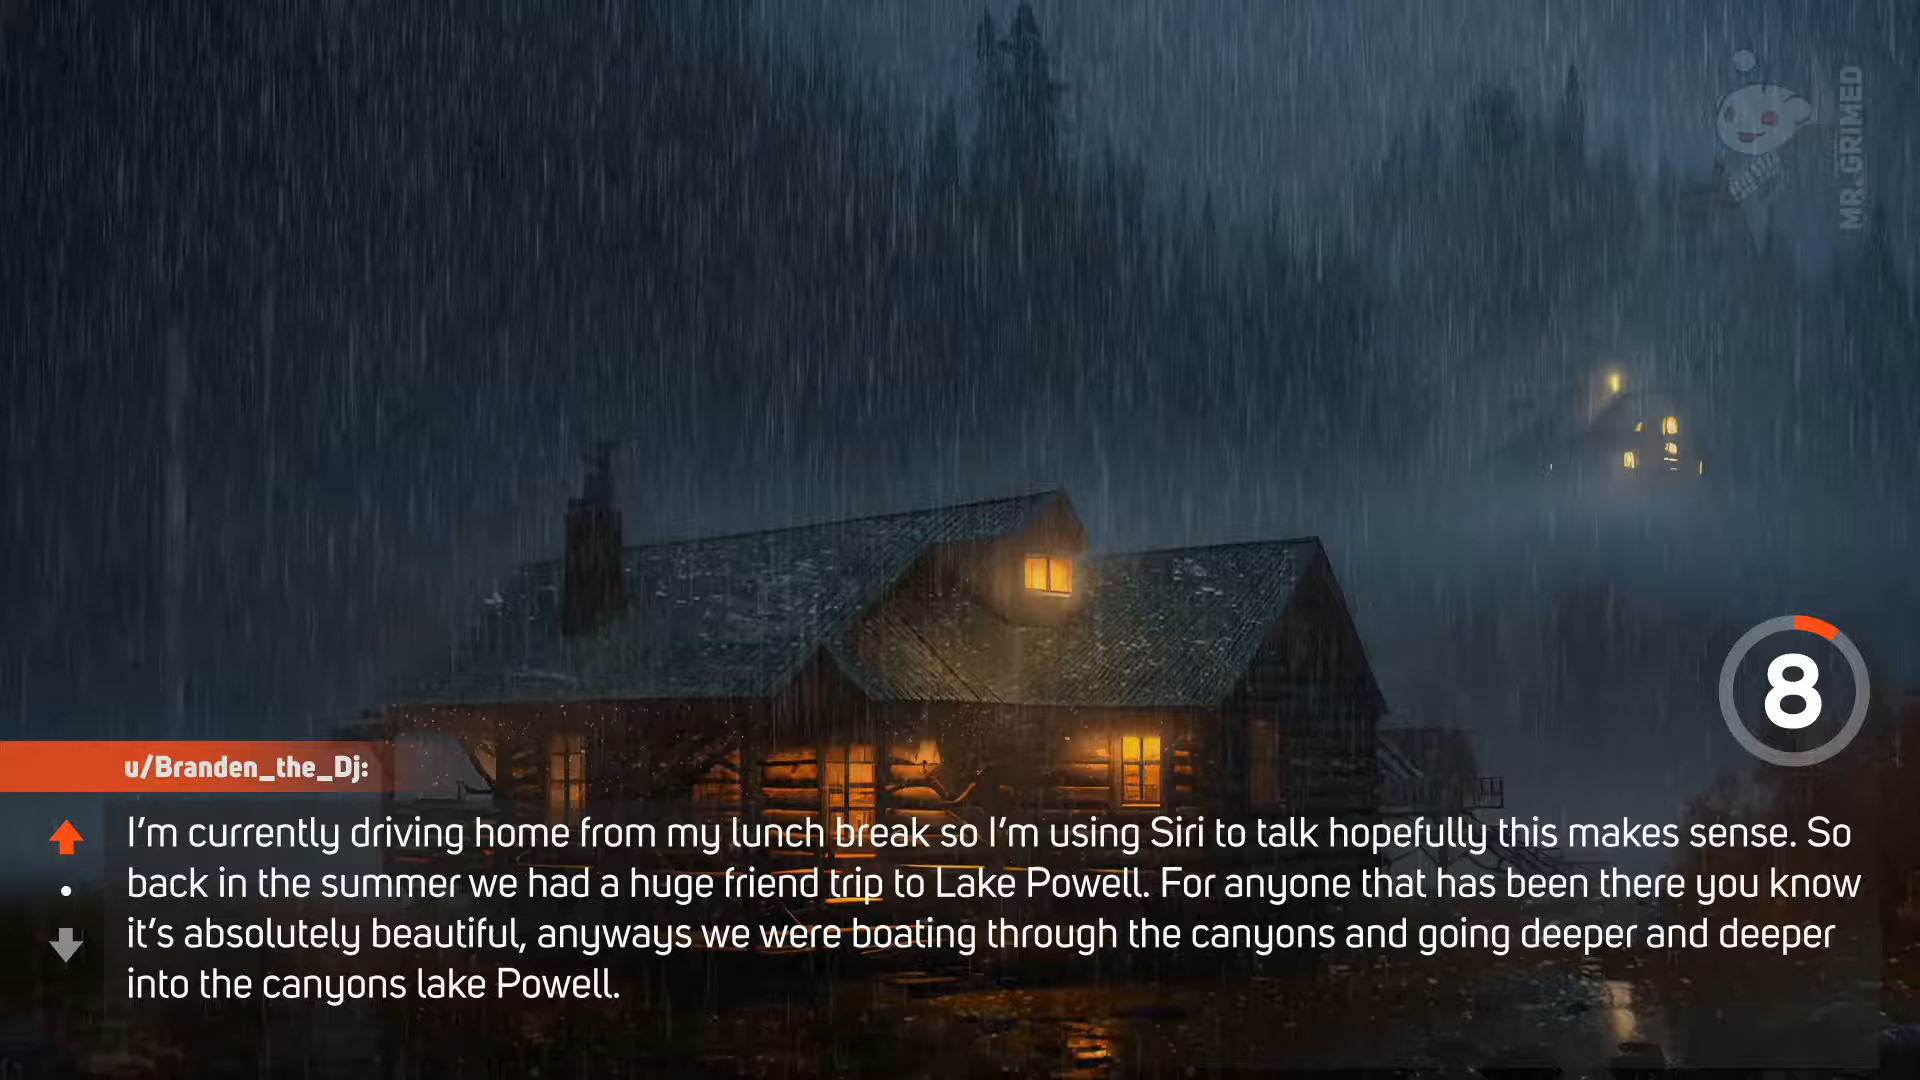 MR.GRIMED
8
u/Branden_the_Dj:
I'm currently driving home from my lunch break so I'm using Siri to talk hopefully this makes sense. So
back in the summer we had a huge friend trip to Lake Powell. For anyone that has been there you know
it's absolutely beautiful, anyways we were boating through the canyons and going deeper and deeper
into the canyons lake Powell.